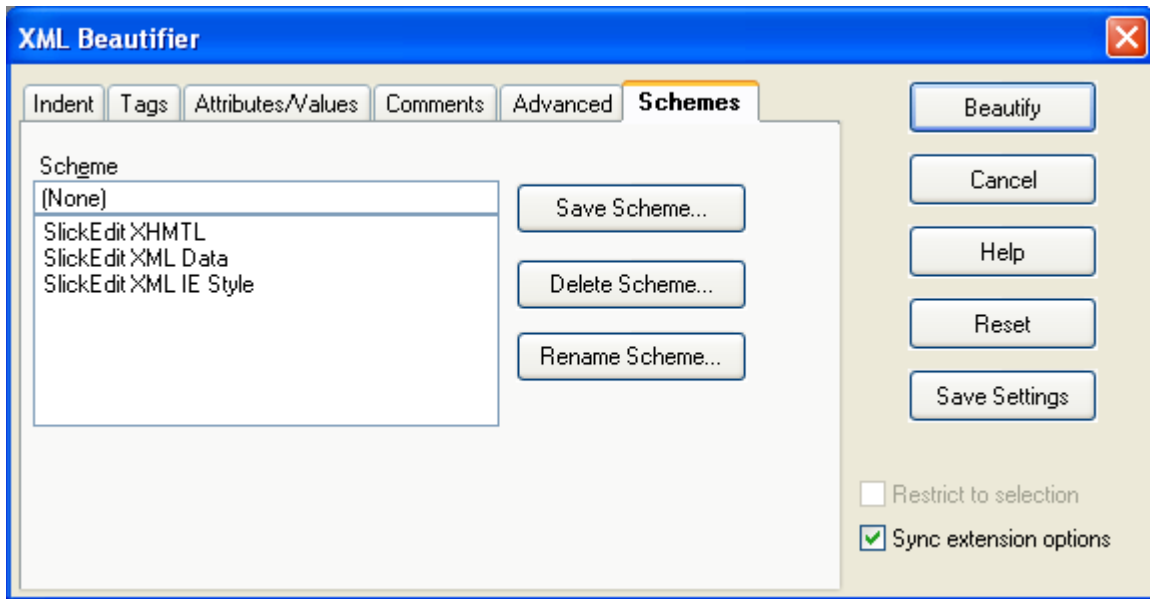 XML Beautifier
Indent Tags Attributes/Values Comments Advanced Schemes
Scheme
(None)
SlickEdit XHMTL
SlickEdit XML Data
SlickEdit XML IE Style
Save Scheme...
Delete Scheme...
Rename Scheme...
Beautify
Cancel
Help
Reset
Save Settings
Restrict to selection
Sync extension options